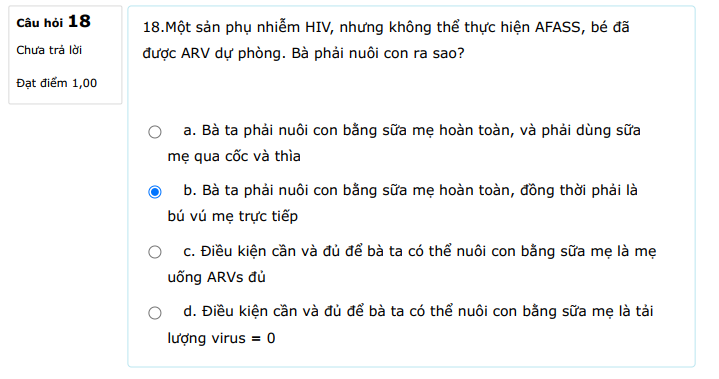 Câu hỏi 18
Chưa trả lời
Đạt điểm 1,00
18.Một sản phụ nhiễm HIV, nhưng không thể thực hiện AFASS, bé đã
được ARV dự phòng. Bà phải nuôi con ra sao?
a. Bà ta phải nuôi con bằng sữa mẹ hoàn toàn, và phải dùng sữa
mẹ qua cốc và thìa
b. Bà ta phải nuôi con bằng sữa mẹ hoàn toàn, đồng thời phải là
bú vú mẹ trực tiếp
c. Điều kiện cần và đủ để bà ta có thể nuôi con bằng sữa mẹ là mẹ
uống ARVs đủ
d. Điều kiện cần và đủ để bà ta có thể nuôi con bằng sữa mẹ là tải
lượng virus = 0